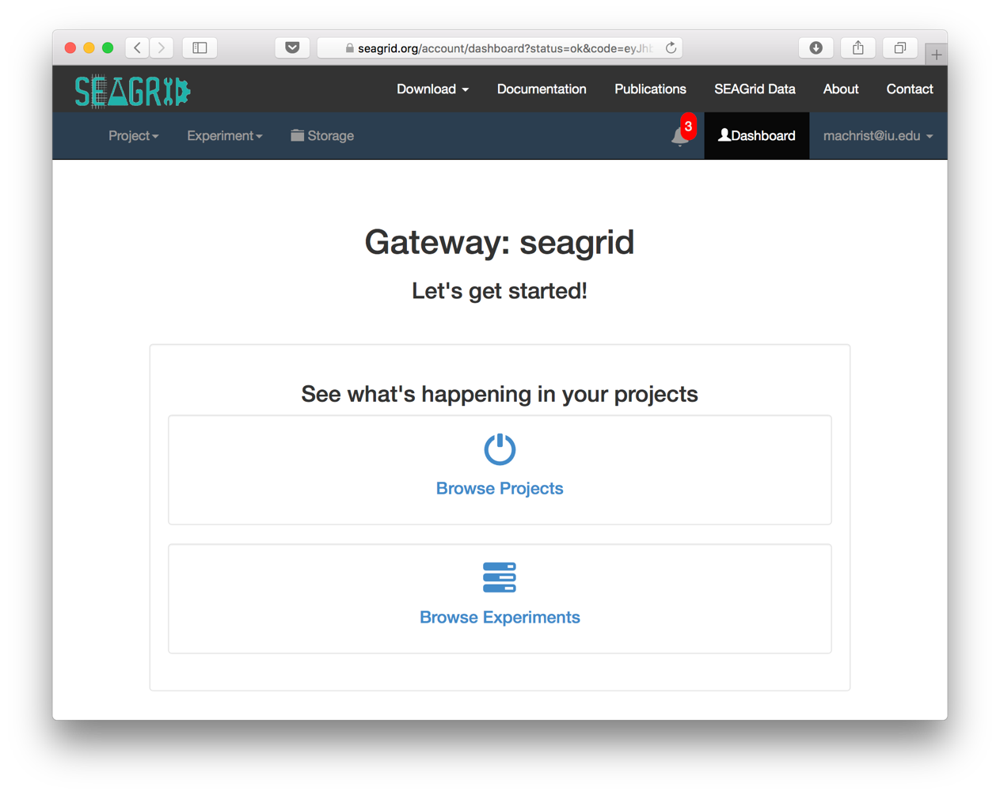 seagrid.org/account/dashboard?status=ok&code=eyJhb
SEAGRID
Download Documentation Publications SEAGrid Data About Contact
Project Experiment Storage 3 Dashboard machrist@iu.edu
Gateway: seagrid
Let's get started!
See what's happening in your projects
Browse Projects
Browse Experiments